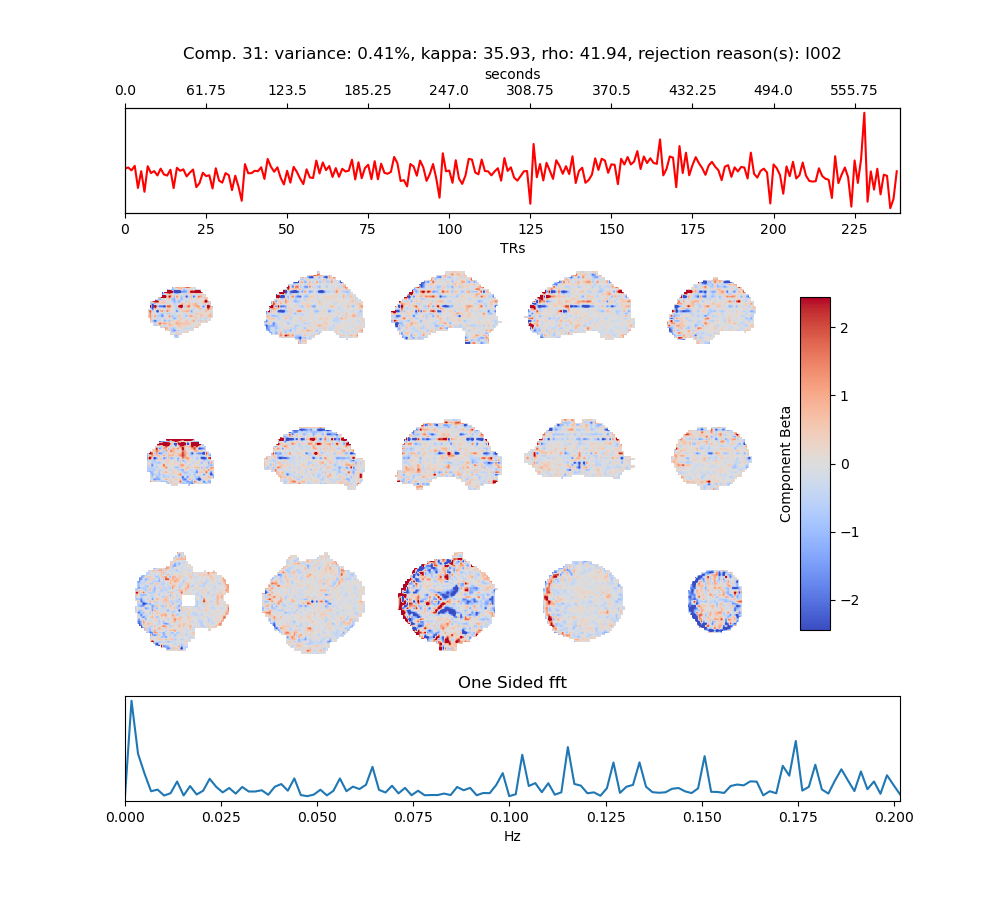 Comp. 31: variance: 0.41%, kappa: 35.93, rho: 41.94, rejection reason(s): I002
seconds
0.0 61.75 123.5 185.25 247.0 308.75 370.5 432.25 494.0 555.75
0 25 50 75 100 125 150 175 200 225
TRs
2
1
0
−1
−2
Component Beta
One Sided fft
0.000 0.025 0.050 0.075 0.100 0.125 0.150 0.175 0.200
Hz